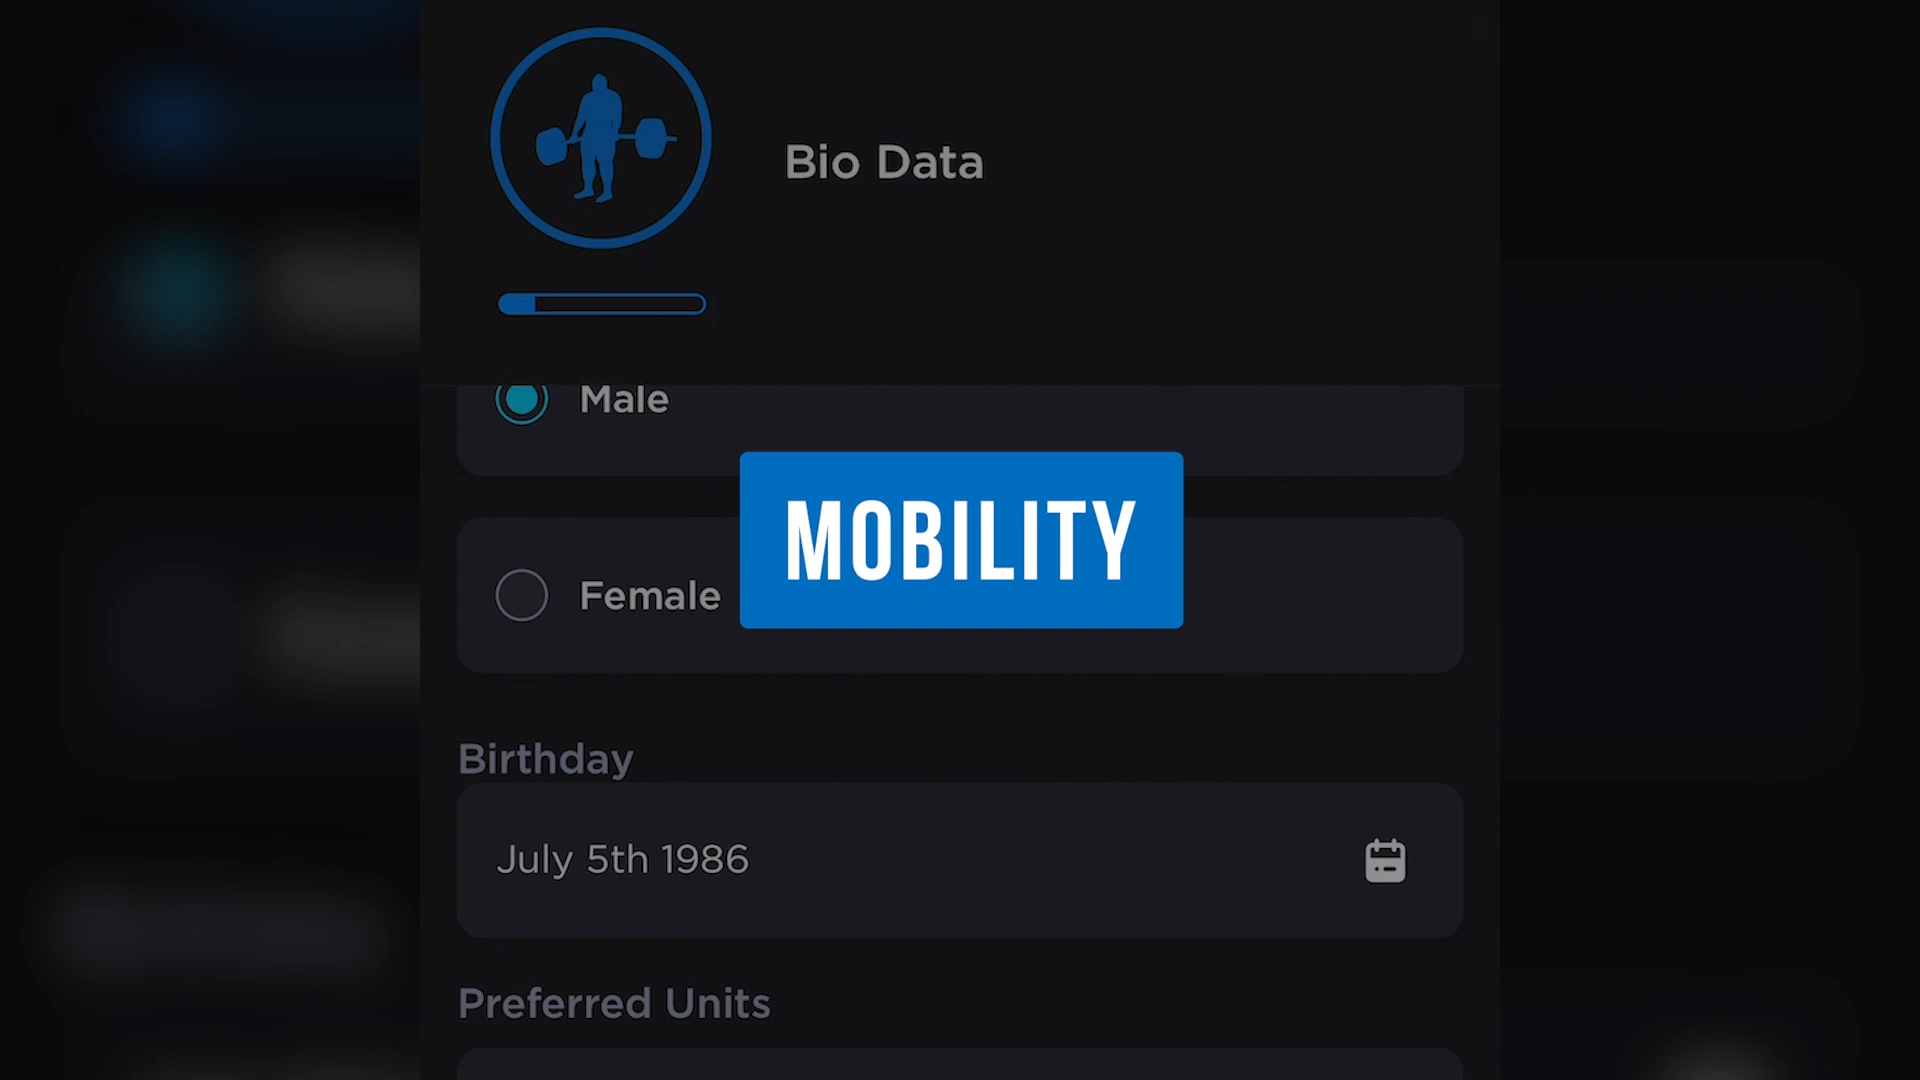 Bio Data
Male
MOBILITY
Female
Birthday
July 5th 1986
Preferred Units